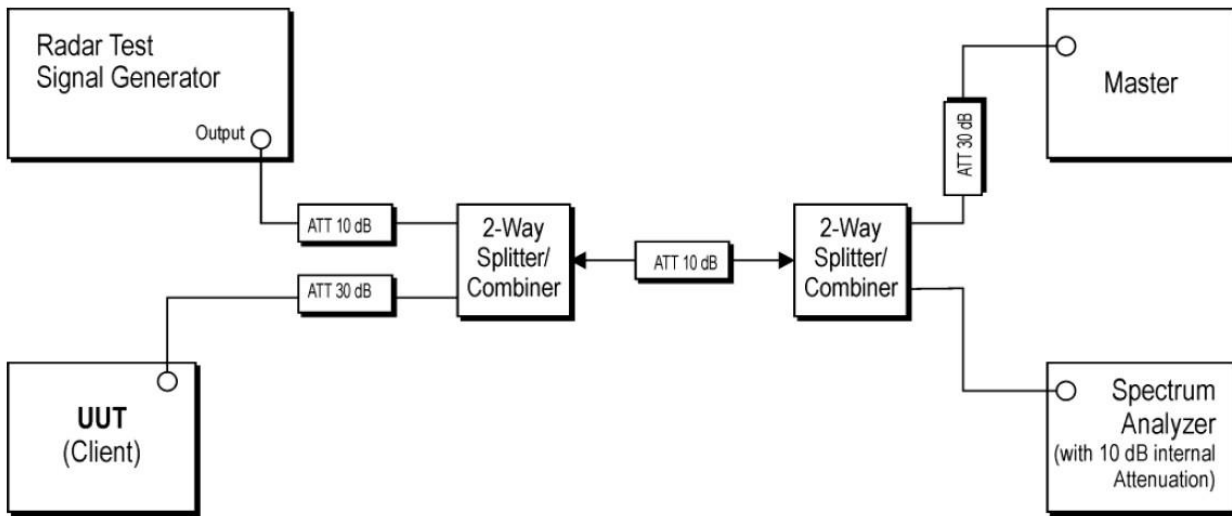 Radar Test
Signal Generator
Output
Master
ATT 30 dB
ATT 10 dB
2-Way
Splitter/
Combiner
ATT 10 dB
2-Way
Splitter/
Combiner
ATT 30 dB
UUT
(Client)
Spectrum
Analyzer
(with 10 dB internal
Attenuation)